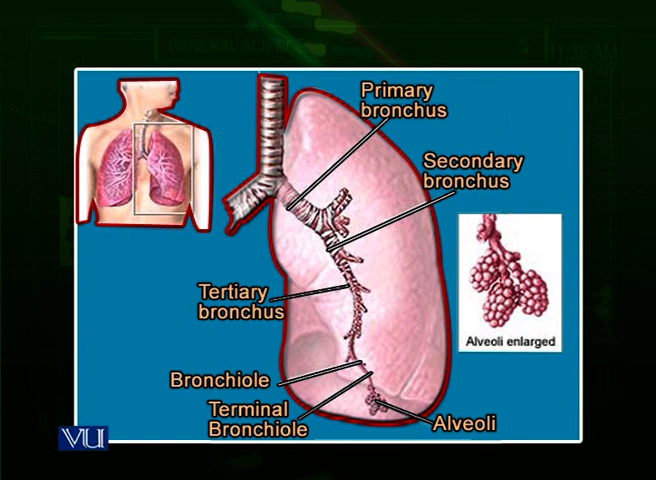 GENERAL SCIENCE
Primary
bronchus
Secondary
bronchus
Tertiary
bronchus
Alveoli enlarged
Bronchiole
Terminal
Bronchiole
Alveoli
VU